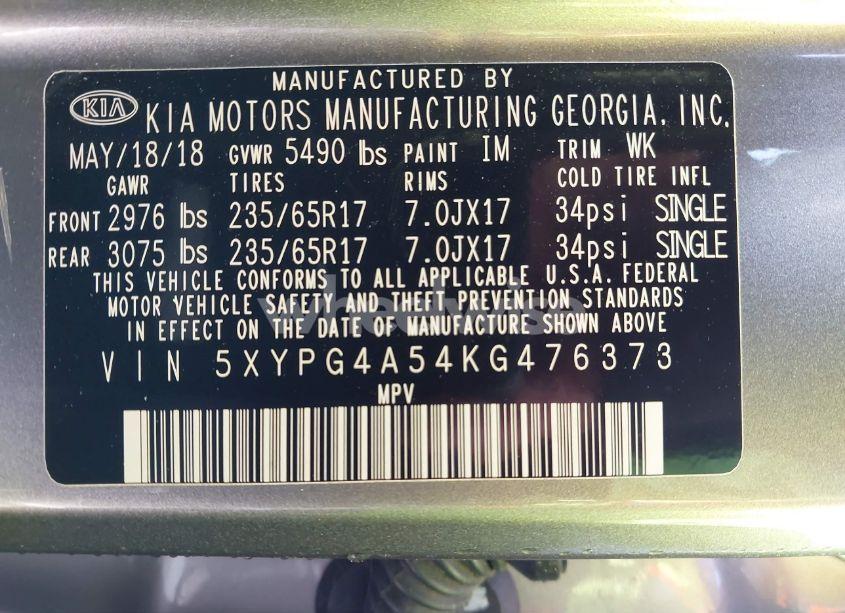 MANUFACTURED BY
KIA KIA MOTORS MANUFACTURING GEORGIA, INC.
MAY/18/18 GVWR 5490 lbs PAINT IM TRIM WK
GAWR TIRES RIMS COLD TIRE INFL
FRONT 2976 lbs 235/65R17 7.0JX17 34psi SINGLE
REAR 3075 lbs 235/65R17 7.0JX17 34psi SINGLE
THIS VEHICLE CONFORMS TO ALL APPLICABLE U.S.A. FEDERAL
MOTOR VEHICLE SAFETY AND THEFT PREVENTION STANDARDS
IN EFFECT ON THE DATE OF MANUFACTURE SHOWN ABOVE
VIN 5XYPG4A54KG476373
MPV